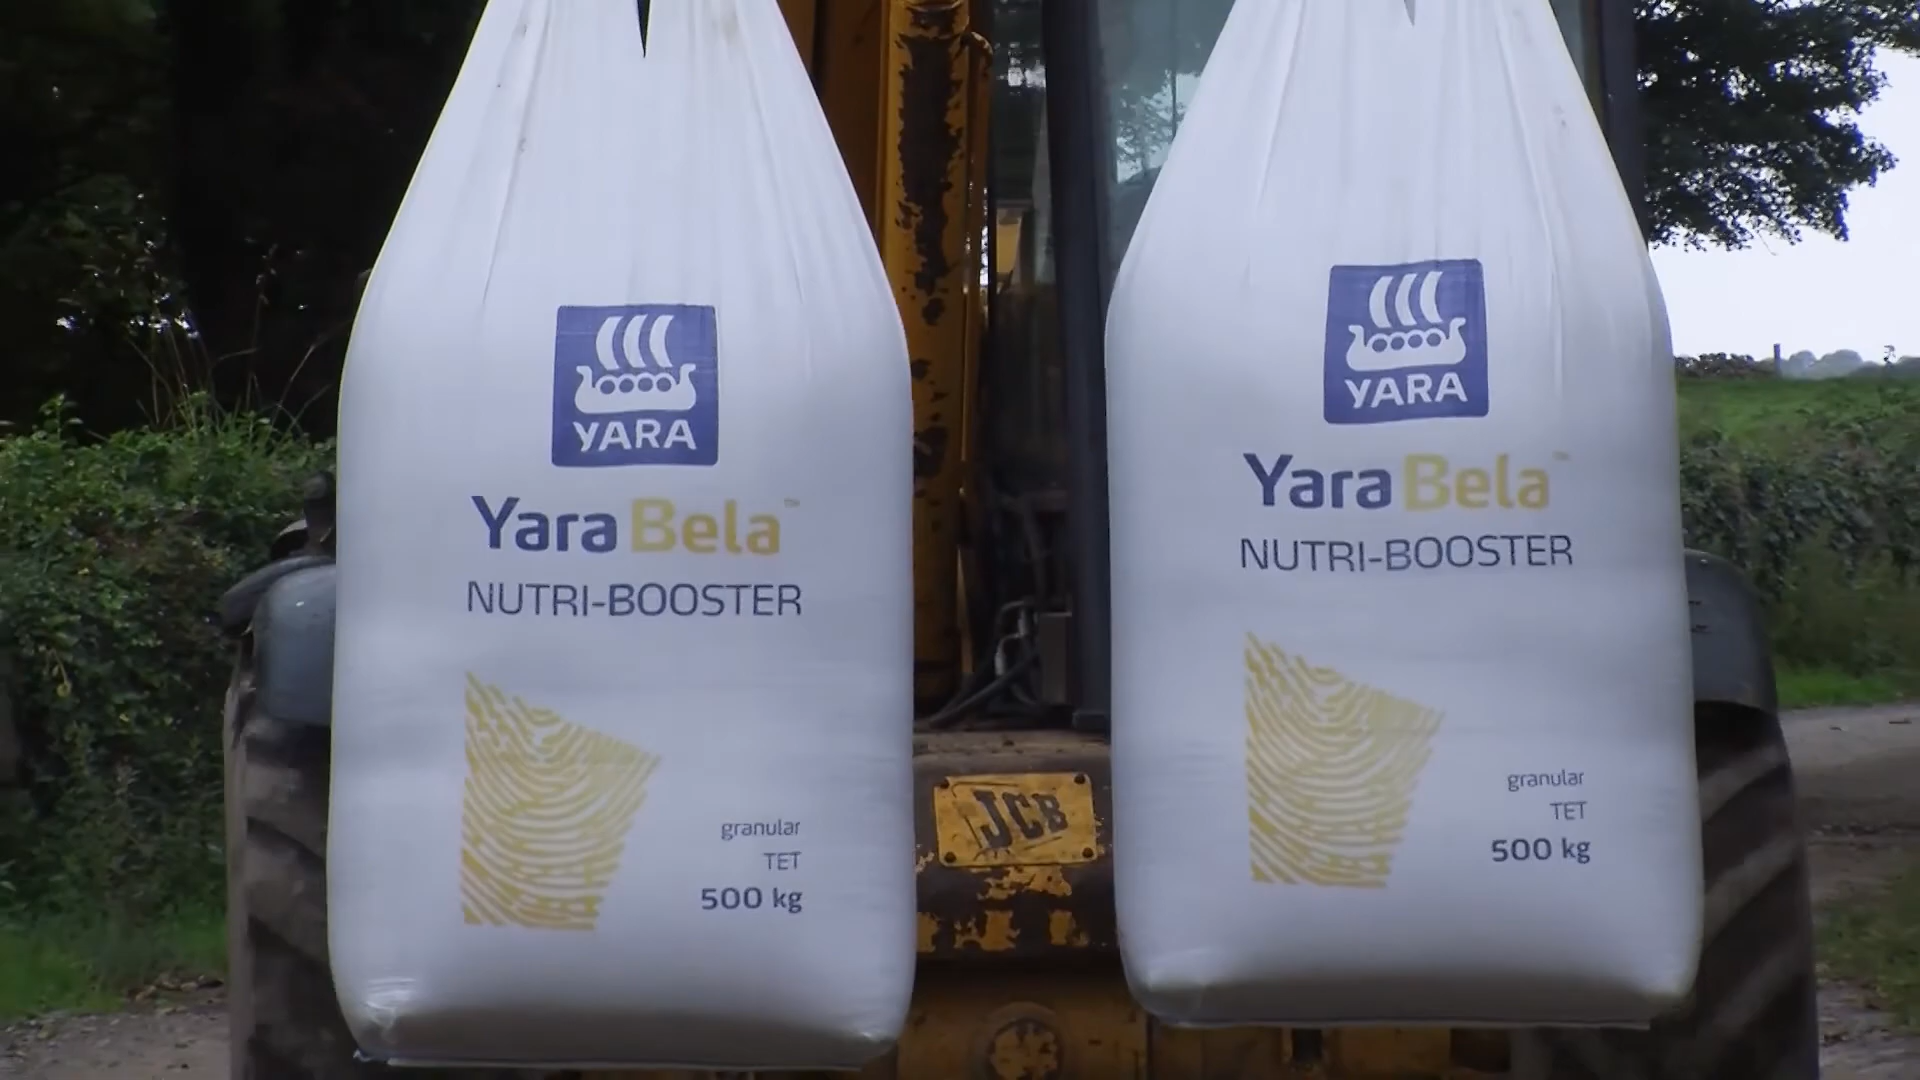 YARA
YaraBela™
NUTRI-BOOSTER
granular
TET
500 kg
JCB
YARA
YaraBela™
NUTRI-BOOSTER
granular
TET
500 kg